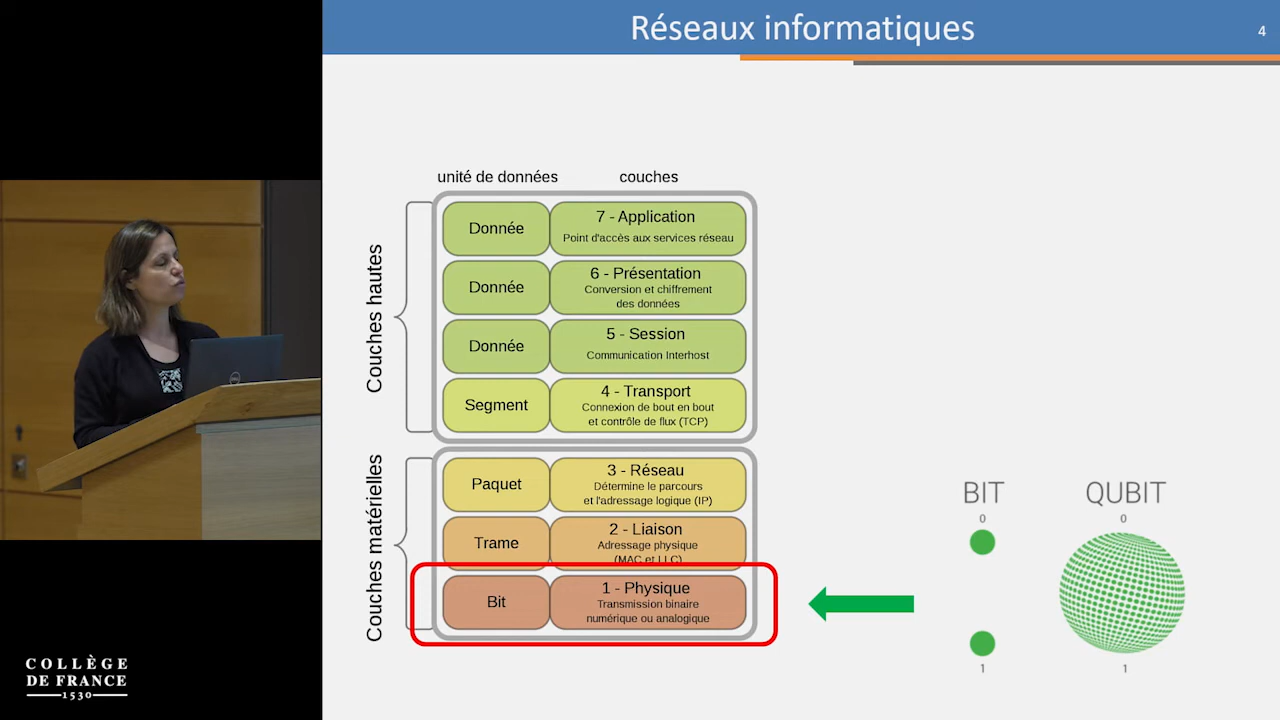 Réseaux informatiques
4
unité de données
couches
Couches hautes
Donnée
7 - Application
Point d'accès aux services réseau
Donnée
6 - Présentation
Conversion et chiffrement
des données
Donnée
5 - Session
Communication Interhost
Segment
4 - Transport
Connexion de bout en bout
et contrôle de flux (TCP)
Couches matérielles
Paquet
3 - Réseau
Détermine le parcours
et l'adressage logique (IP)
Trame
2 - Liaison
Adressage physique
(MAC et LLC)
Bit
1 - Physique
Transmission binaire
numérique ou analogique
BIT
0
1
QUBIT
0
1
COLLÈGE
DE FRANCE
1530